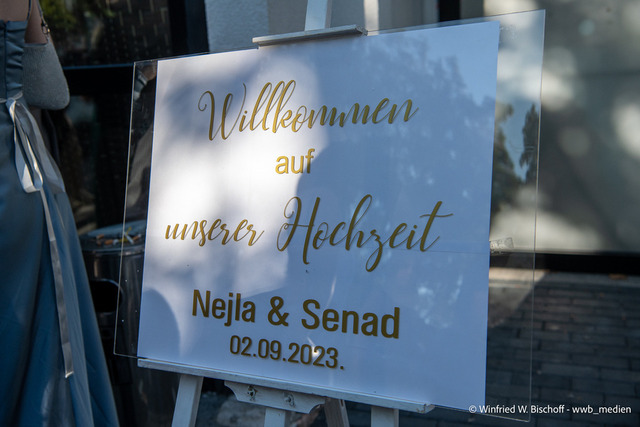 Willkommen
auf
unserer Hochzeit
Nejla & Senad
02.09.2023.
© Winfried W. Bischoff - wwb_medien